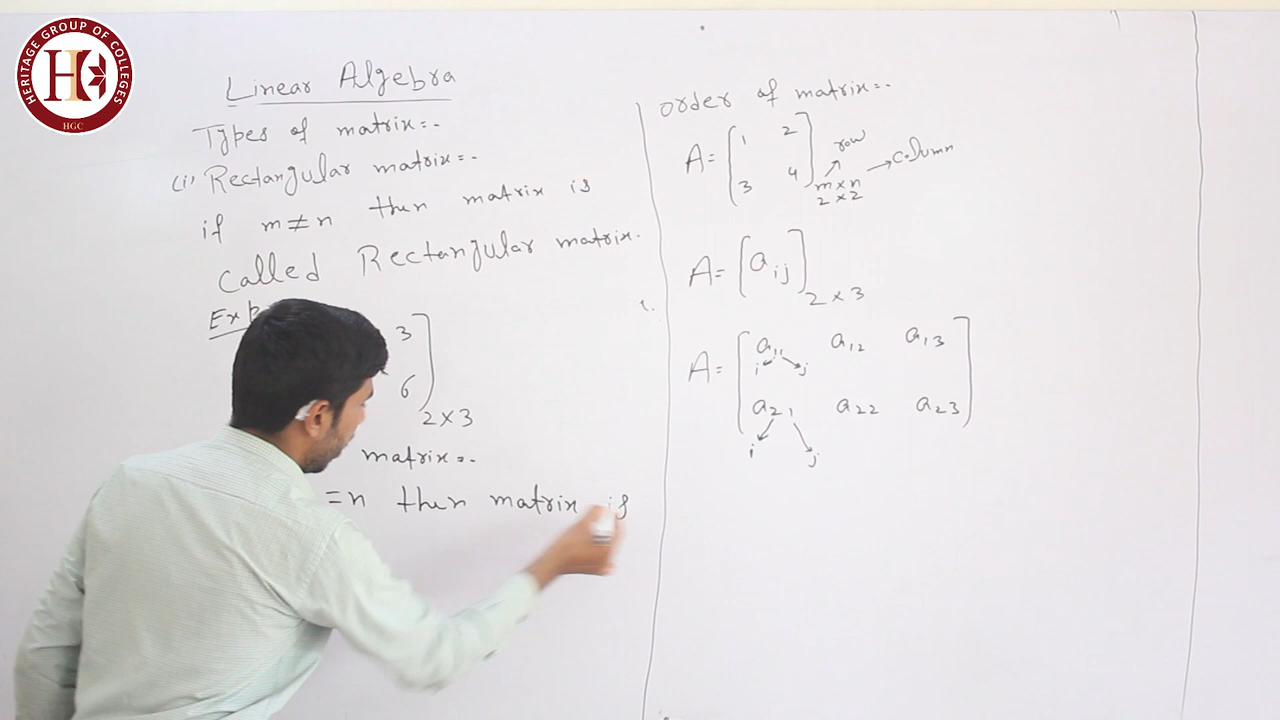 HERITAGE GROUP OF COLLEGES
HGC
Linear Algebra
Types of matrix:-
(i) Rectangular matrix:-
if m≠n then matrix is
called Rectangular matrix.
Exp
3
6
2×3
matrix:-
=n then matrix is
order of matrix:-
A= [1 2
3 4] m×n
2×2
row
column
A= [aij] 2×3
A= [a11 a12 a13
i j
a21 a22 a23]
i j